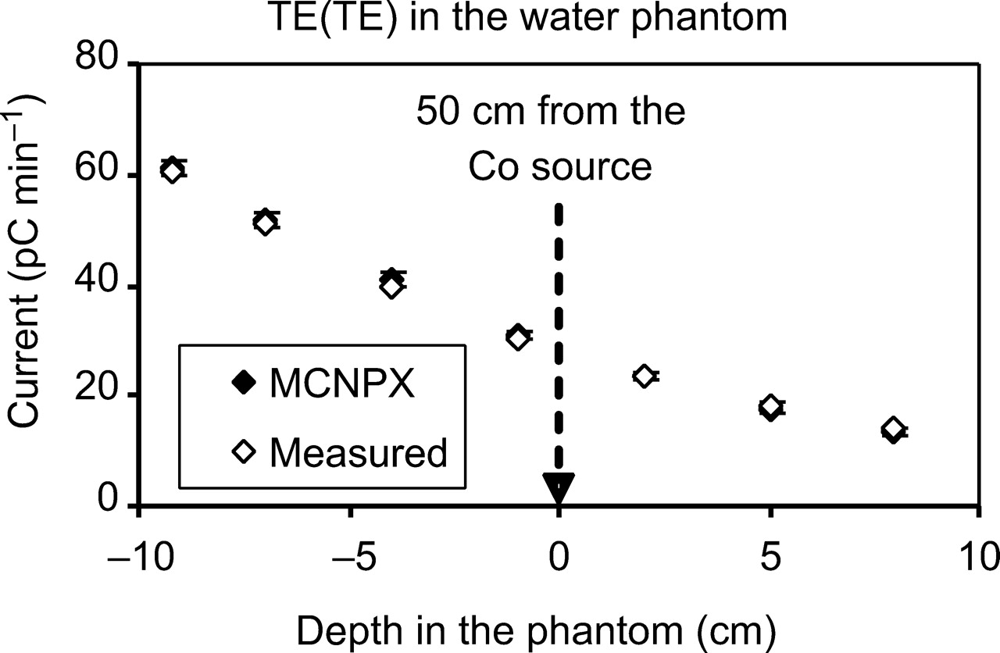 TE(TE) in the water phantom
80
60
40
20
0
Current (pC min⁻¹)
50 cm from the
Co source
MCNPX
Measured
–10
–5
0
5
10
Depth in the phantom (cm)